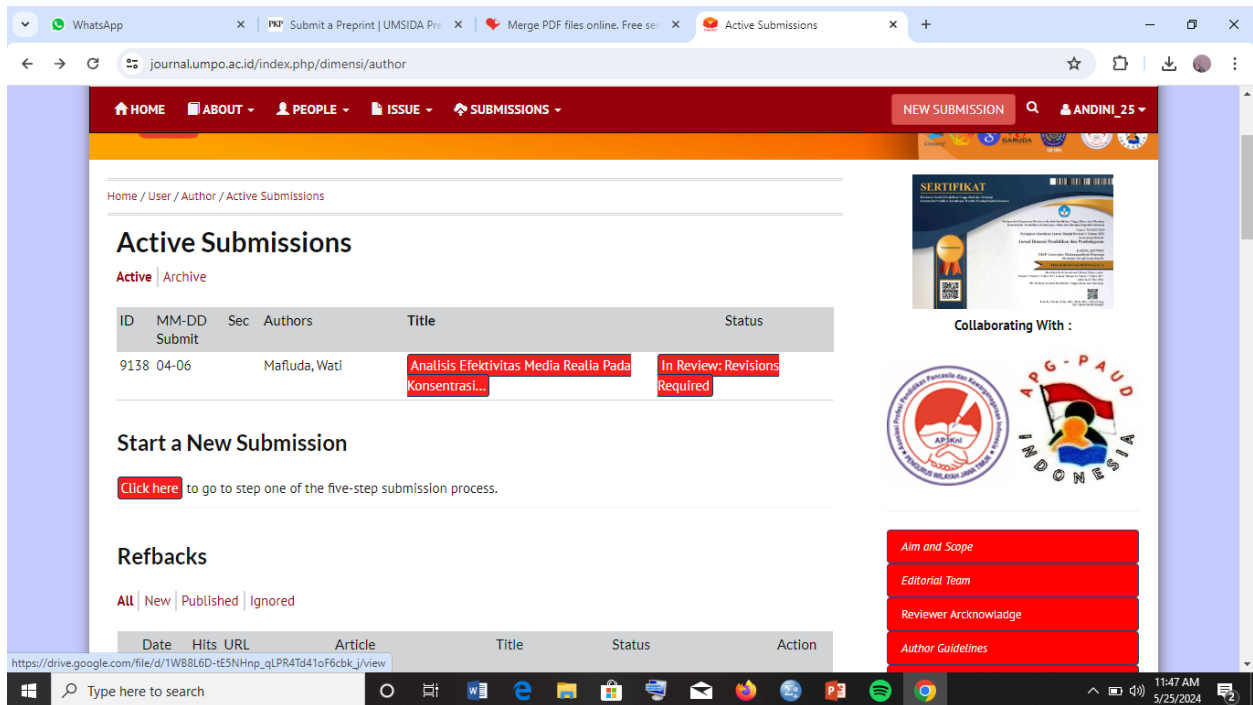 WhatsApp
PKP Submit a Preprint | UMSIDA Pre
Merge PDF files online. Free ser
Active Submissions
journal.umpo.ac.id/index.php/dimensi/author
HOME ABOUT PEOPLE ISSUE SUBMISSIONS NEW SUBMISSION ANDINI_25
GARUDA
Home / User / Author / Active Submissions
Active Submissions
Active Archive
ID MM-DD Submit Sec Authors Title Status
9138 04-06 Mafluda, Wati Analisis Efektivitas Media Realia Pada In Review: Revisions
Konsentrasi... Required
Start a New Submission
Click here to go to step one of the five-step submission process.
Refbacks
All New Published Ignored
Date Hits URL Article Title Status Action
SERTIFIKAT
Collaborating With :
AP3KnI
APG-PAUD
INDONESIA
Aim and Scope
Editorial Team
Reviewer Arcknowladge
Author Guidelines
https://drive.google.com/file/d/1WB8L6D-tE5NHnp_qLPR4Td41oF6cbk_j/view
Type here to search
11:47 AM
5/25/2024